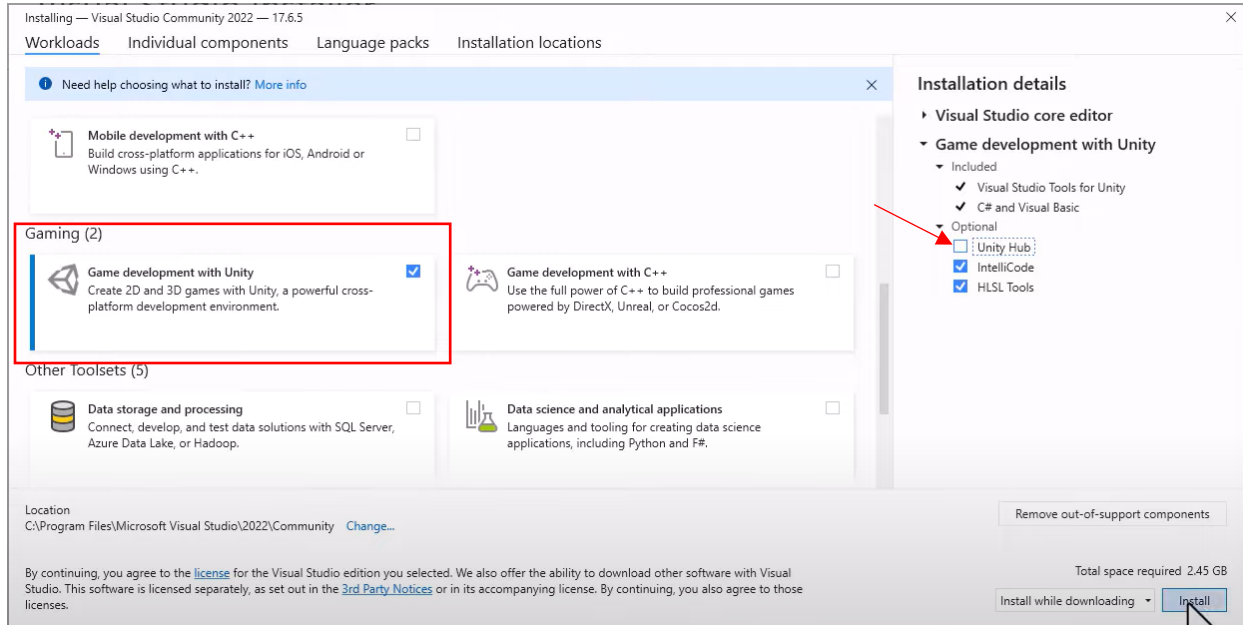 Installing — Visual Studio Community 2022 — 17.6.5
Workloads Individual components Language packs Installation locations
Need help choosing what to install? More info
Mobile development with C++
Build cross-platform applications for iOS, Android or
Windows using C++.
Gaming (2)
Game development with Unity
Create 2D and 3D games with Unity, a powerful cross-
platform development environment.
Game development with C++
Use the full power of C++ to build professional games
powered by DirectX, Unreal, or Cocos2d.
Other Toolsets (5)
Data storage and processing
Connect, develop, and test data solutions with SQL Server,
Azure Data Lake, or Hadoop.
Data science and analytical applications
Languages and tooling for creating data science
applications, including Python and F#.
Installation details
Visual Studio core editor
Game development with Unity
Included
Visual Studio Tools for Unity
C# and Visual Basic
Optional
Unity Hub
IntelliCode
HLSL Tools
Location
C:\Program Files\Microsoft Visual Studio\2022\Community Change...
Remove out-of-support components
By continuing, you agree to the license for the Visual Studio edition you selected. We also offer the ability to download other software with Visual
Studio. This software is licensed separately, as set out in the 3rd Party Notices or in its accompanying license. By continuing, you also agree to those
licenses.
Total space required 2.45 GB
Install while downloading
Install